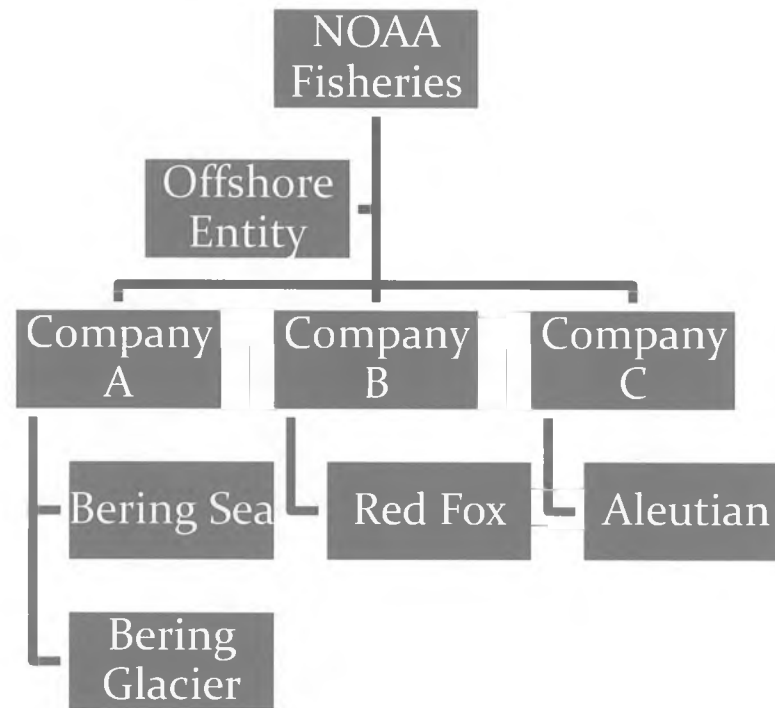 NOAA
Fisheries
Offshore
Entity
Company
A
Company
B
Company
C
Bering Sea
Red Fox
Aleutian
Bering
Glacier